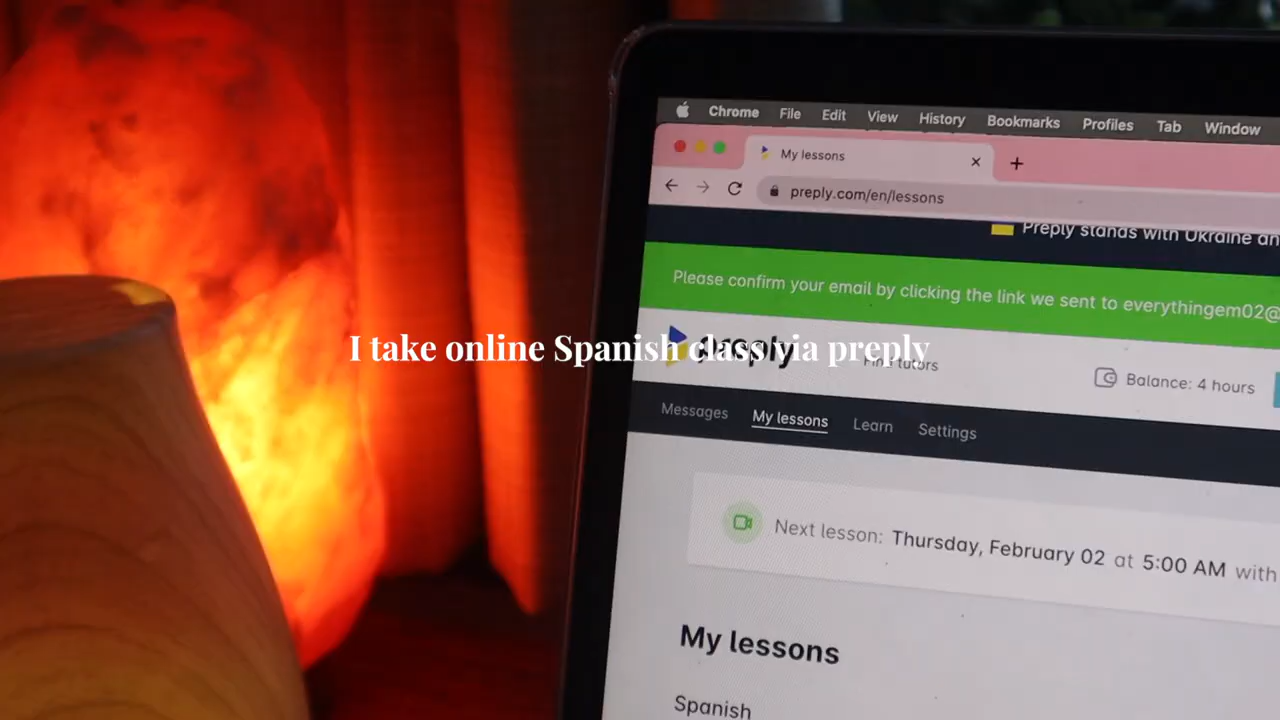 Chrome File Edit View History Bookmarks Profiles Tab Window
My lessons
preply.com/en/lessons
Preply stands with Ukraine
Please confirm your email by clicking the link we sent to everythingem02@
preply Find tutors Balance: 4 hours
I take online Spanish class via preply
Messages My lessons Learn Settings
Next lesson: Thursday, February 02 at 5:00 AM with
My lessons
Spanish